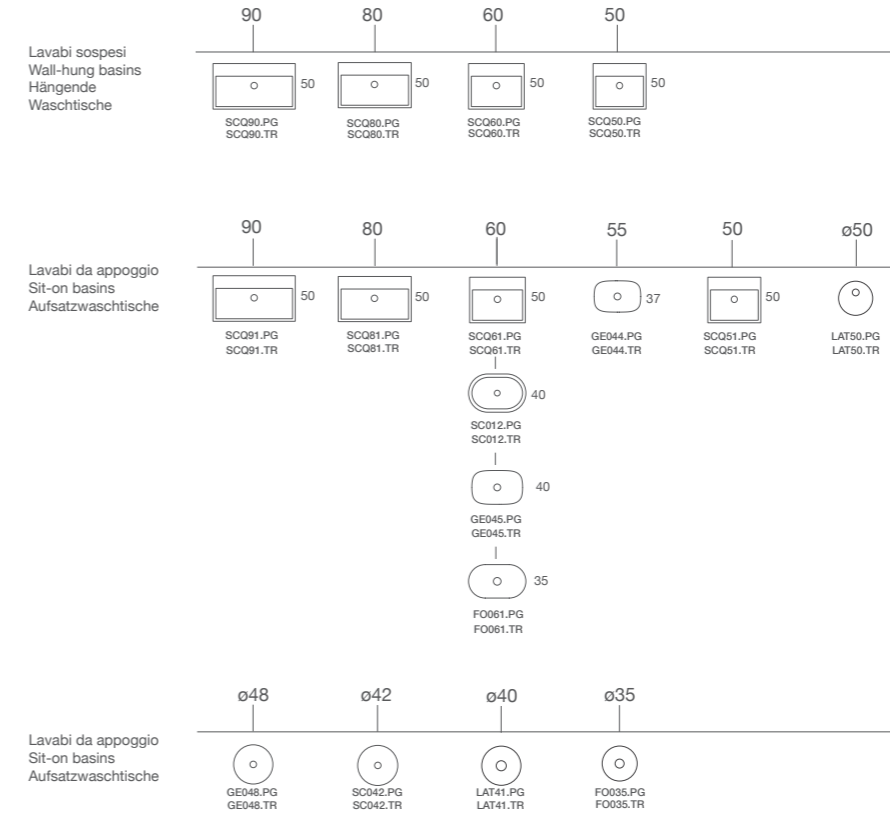 90 80 60 50
Lavabi sospesi
Wall-hung basins
Hängende
Waschtische
50 50 50 50
SCQ90.PG SCQ80.PG SCQ60.PG SCQ50.PG
SCQ90.TR SCQ80.TR SCQ60.TR SCQ50.TR
90 80 60 55 50 ø50
Lavabi da appoggio
Sit-on basins
Aufsatzwaschtische
50 50 50 37 50
SCQ91.PG SCQ81.PG SCQ61.PG GE044.PG SCQ51.PG LAT50.PG
SCQ91.TR SCQ81.TR SCQ61.TR GE044.TR SCQ51.TR LAT50.TR
40
SC012.PG
SC012.TR
40
GE045.PG
GE045.TR
35
FO061.PG
FO061.TR
ø48 ø42 ø40 ø35
Lavabi da appoggio
Sit-on basins
Aufsatzwaschtische
GE048.PG SC042.PG LAT41.PG FO035.PG
GE048.TR SC042.TR LAT41.TR FO035.TR